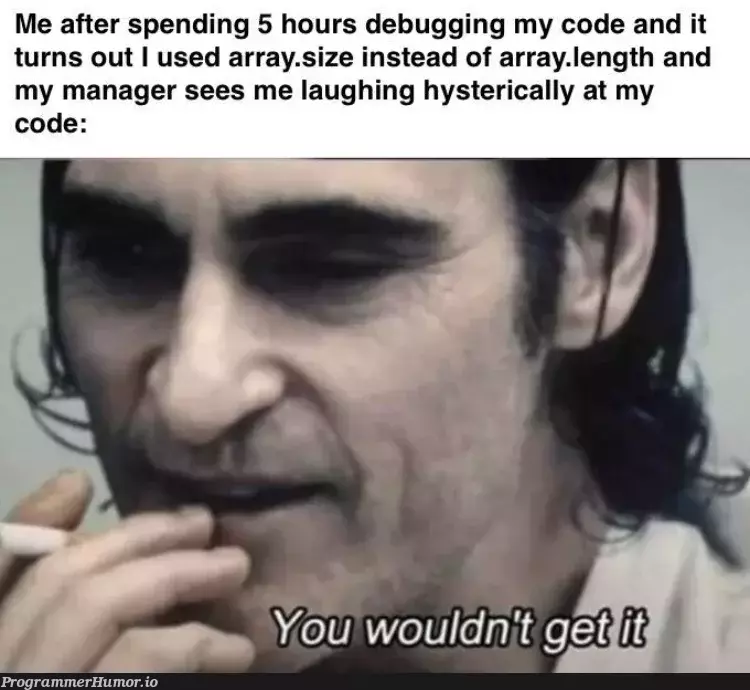 Me after spending 5 hours debugging my code and it
turns out I used array.size instead of array.length and
my manager sees me laughing hysterically at my
code:
You wouldn't get it
ProgrammerHumor.io